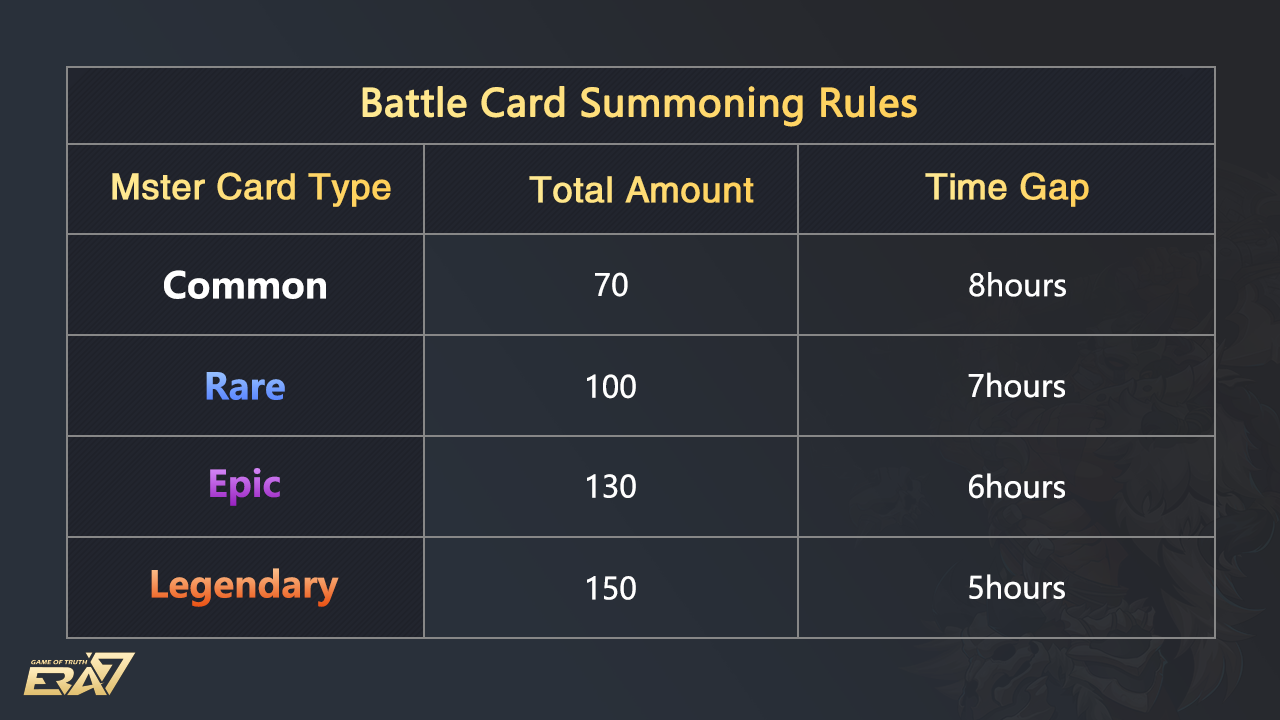 Battle Card Summoning Rules
Mster Card Type Total Amount Time Gap
Common 70 8hours
Rare 100 7hours
Epic 130 6hours
Legendary 150 5hours
GAME OF TRUTH
ERA7